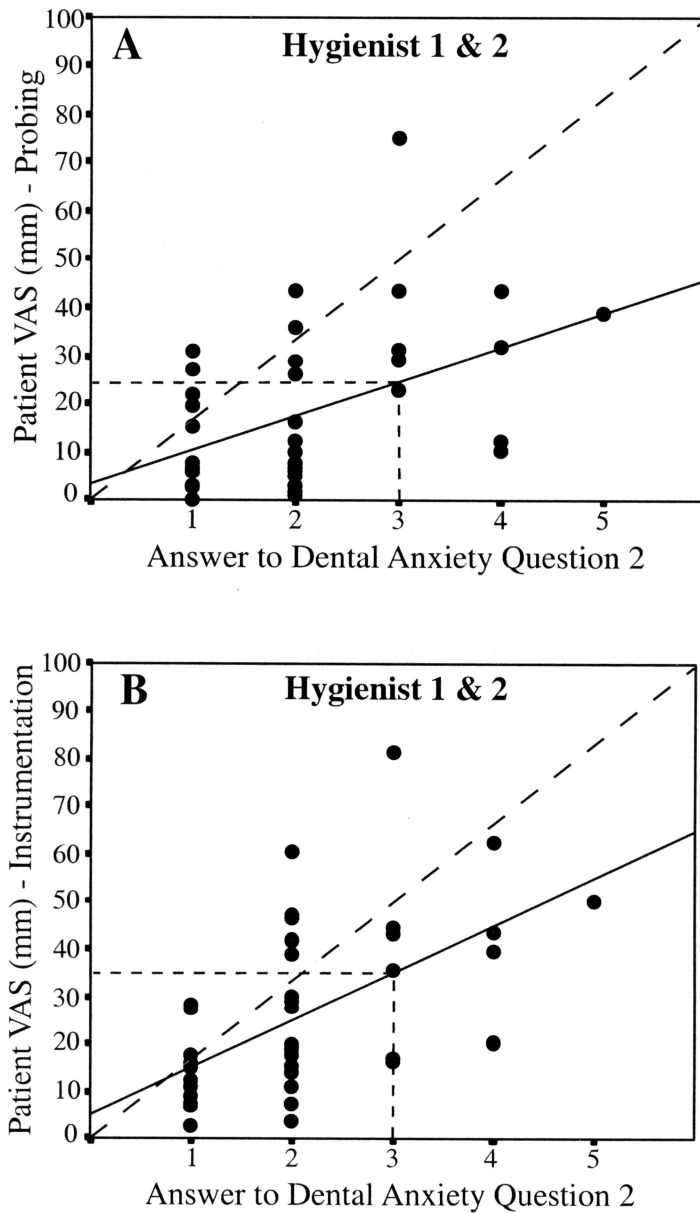 A
Hygienist 1 & 2
Patient VAS (mm) - Probing
100
90
80
70
60
50
40
30
20
10
0
1 2 3 4 5
Answer to Dental Anxiety Question 2
B
Hygienist 1 & 2
Patient VAS (mm) - Instrumentation
100
90
80
70
60
50
40
30
20
10
0
1 2 3 4 5
Answer to Dental Anxiety Question 2